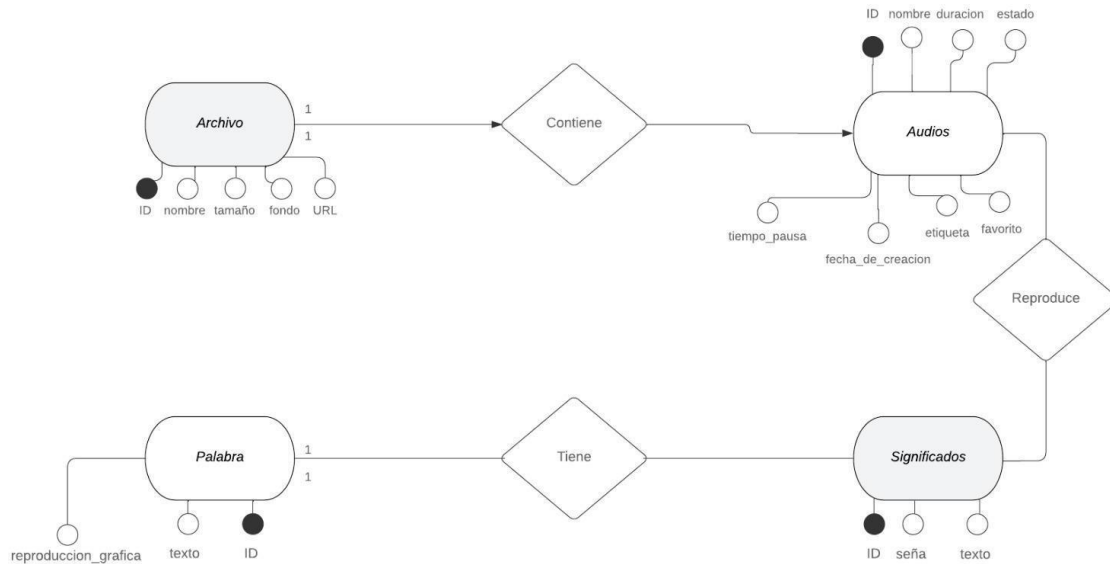 ID nombre duracion estado
1
Archivo
Contiene
Audios
1
ID nombre tamaño fondo URL
tiempo_pausa
etiqueta favorito
fecha_de_creacion
Reproduce
Palabra
1
Tiene
Significados
1
reproduccion_grafica
texto ID
ID seña texto